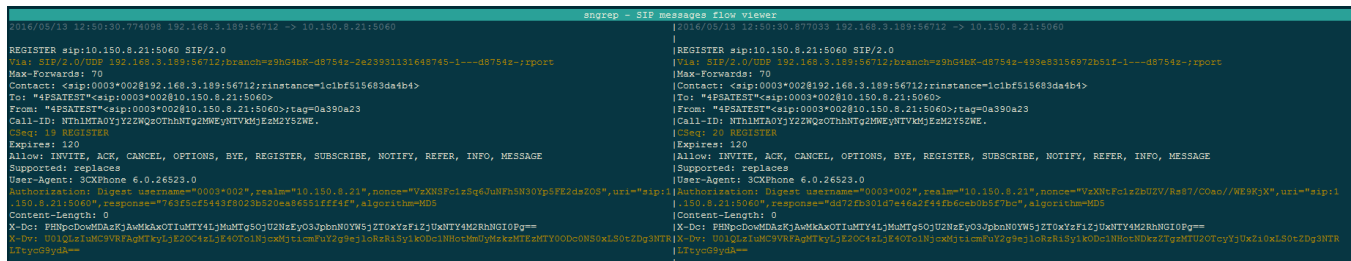 sngrep - SIP messages flow viewer
2016/05/13 12:50:30.774098 192.168.3.189:56712 -> 10.150.8.21:5060
REGISTER sip:10.150.8.21:5060 SIP/2.0
Via: SIP/2.0/UDP 192.168.3.189:56712;branch=z9hG4bK-d8754z-2e23931131648745-1---d8754z-;rport
Max-Forwards: 70
Contact: <sip:0003*002@192.168.3.189:56712;rinstance=1c1bf515683da4b4>
To: "4PSATEST"<sip:0003*002@10.150.8.21:5060>
From: "4PSATEST"<sip:0003*002@10.150.8.21:5060>;tag=0a390a23
CSeq: 19 REGISTER
Expires: 120
Allow: INVITE, ACK, CANCEL, OPTIONS, BYE, REGISTER, SUBSCRIBE, NOTIFY, REFER, INFO, MESSAGE
Supported: replaces
User-Agent: 3CXPhone 6.0.26523.0
Authorization: Digest username="0003*002",realm="10.150.8.21",nonce="VzXNSFc1zSq6JuNFh5N30Yp5FE2dsZOS",uri="sip:1
.150.8.21:5060",response="763f5cf5443f8023b520ea86551fff4f",algorithm=MD5
Content-Length: 0
LTtycG9ydA==
2016/05/13 12:50:30.877033 192.168.3.189:56712 -> 10.150.8.21:5060
REGISTER sip:10.150.8.21:5060 SIP/2.0
Via: SIP/2.0/UDP 192.168.3.189:56712;branch=z9hG4bK-d8754z-493e83156972b51f-1---d8754z-;rport
Max-Forwards: 70
Contact: <sip:0003*002@192.168.3.189:56712;rinstance=1c1bf515683da4b4>
To: "4PSATEST"<sip:0003*002@10.150.8.21:5060>
From: "4PSATEST"<sip:0003*002@10.150.8.21:5060>;tag=0a390a23
CSeq: 20 REGISTER
Expires: 120
Allow: INVITE, ACK, CANCEL, OPTIONS, BYE, REGISTER, SUBSCRIBE, NOTIFY, REFER, INFO, MESSAGE
Supported: replaces
User-Agent: 3CXPhone 6.0.26523.0
Authorization: Digest username="0003*002",realm="10.150.8.21",nonce="VzXNtFc1zZbUZV/Rs87/COao//WE9KjX",uri="sip:1
.150.8.21:5060",response="dd72fb301d7e46a2f44fb6ceb0b5f7bc",algorithm=MD5
Content-Length: 0
LTtycG9ydA==